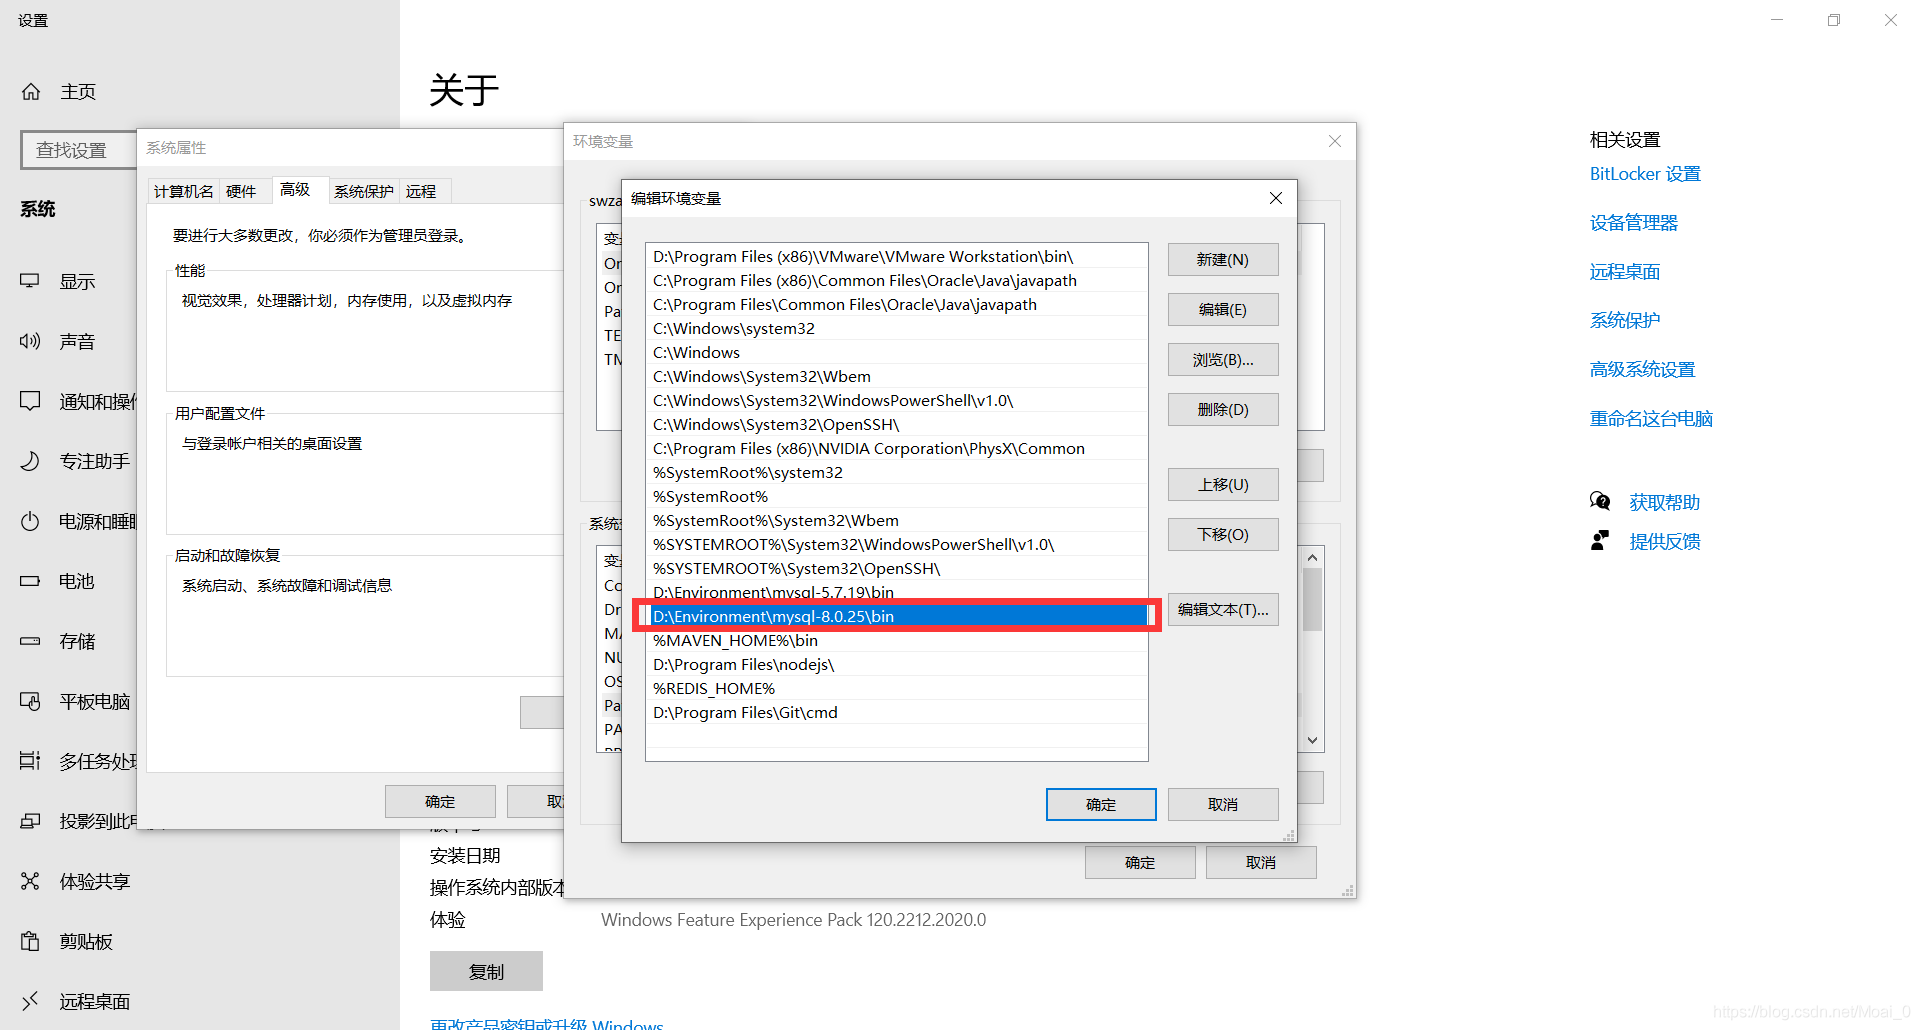 设置
主页
查找设置
系统
显示
声音
通知和操作
专注助手
电源和睡眠
电池
存储
平板电脑
多任务处理
投影到此电
体验共享
剪贴板
远程桌面
关于
系统属性
计算机名
硬件
高级
系统保护
远程
要进行大多数更改，你必须作为管理员登录。
性能
视觉效果，处理器计划，内存使用，以及虚拟内存
用户配置文件
与登录帐户相关的桌面设置
启动和故障恢复
系统启动、系统故障和调试信息
确定
取
环境变量
swza
变
Or
Or
Pa
TE
TM
系统
变
Co
Dr
MA
NU
OS
Pa
PA
编辑环境变量
D:\Program Files (x86)\VMware\VMware Workstation\bin\
C:\Program Files (x86)\Common Files\Oracle\Java\javapath
C:\Program Files\Common Files\Oracle\Java\javapath
C:\Windows\system32
C:\Windows
C:\Windows\System32\Wbem
C:\Windows\System32\WindowsPowerShell\v1.0\
C:\Windows\System32\OpenSSH\
C:\Program Files (x86)\NVIDIA Corporation\PhysX\Common
%SystemRoot%\system32
%SystemRoot%
%SystemRoot%\System32\Wbem
%SYSTEMROOT%\System32\WindowsPowerShell\v1.0\
%SYSTEMROOT%\System32\OpenSSH\
D:\Environment\mysql-5.7.19\bin
D:\Environment\mysql-8.0.25\bin
%MAVEN_HOME%\bin
D:\Program Files\nodejs\
%REDIS_HOME%
D:\Program Files\Git\cmd
新建(N)
编辑(E)
浏览(B)...
删除(D)
上移(U)
下移(O)
编辑文本(T)...
确定
取消
确定
取消
安装日期
操作系统内部版本
体验
Windows Feature Experience Pack 120.2212.2020.0
复制
更改产品密钥或升级 Windows
相关设置
BitLocker 设置
设备管理器
远程桌面
系统保护
高级系统设置
重命名这台电脑
获取帮助
提供反馈
https://blog.csdn.net/Moai_0